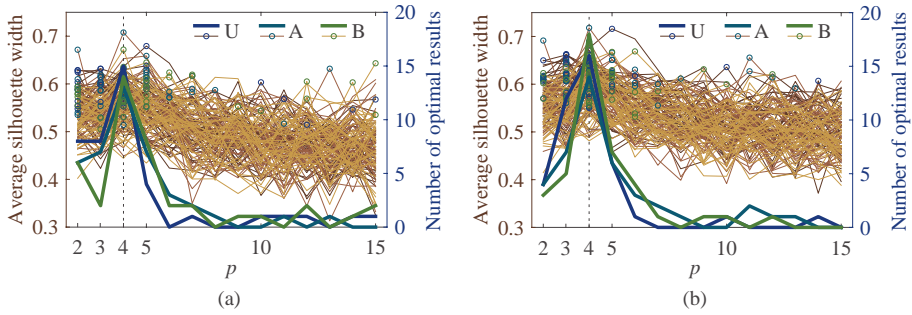 U A B
Average silhouette width
0.7
0.6
0.5
0.4
0.3
20
15
10
5
0
Number of optimal results
2 3 4 5 10 15
p
(a)
U A B
Average silhouette width
0.7
0.6
0.5
0.4
0.3
20
15
10
5
0
Number of optimal results
2 3 4 5 10 15
p
(b)